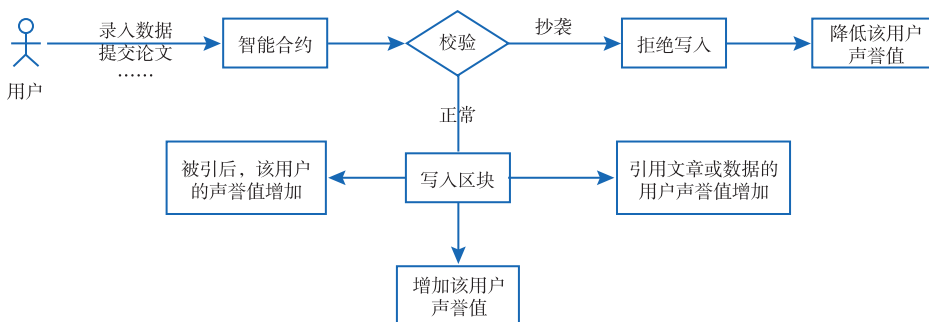 录入数据
提交论文
……
用户
智能合约
校验
抄袭
拒绝写入
降低该用户
声誉值
正常
被引后，该用户
的声誉值增加
写入区块
引用文章或数据的
用户声誉值增加
增加该用户
声誉值